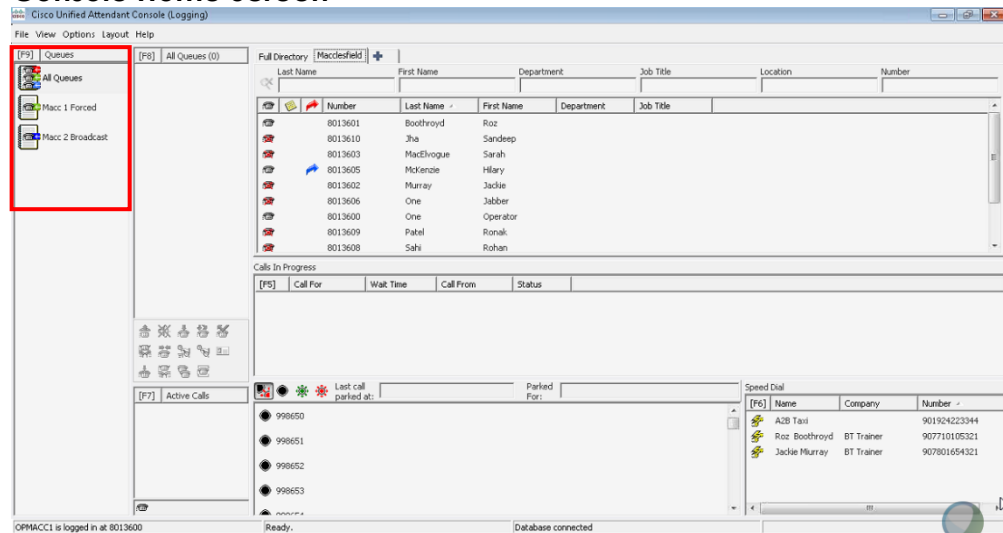 Console Home Screen
Cisco Unified Attendant Console (Logging)
File View Options Layout Help
[F9] Queues
All Queues
Macc 1 Forced
Macc 2 Broadcast
[F8] All Queues (0)
Full Directory Macclesfield
Last Name First Name Department Job Title Location Number
Number Last Name First Name Department Job Title
8013601 Boothroyd Roz
8013610 Jha Sandeep
8013603 MacElvogue Sarah
8013605 McKenzie Hilary
8013602 Murray Jackie
8013606 One Jabber
8013600 One Operator
8013609 Patel Ronak
8013608 Sahi Rohan
Calls In Progress
[F5] Call For Wait Time Call From Status
[F7] Active Calls
Last call parked at:
Parked For:
998650
998651
998652
998653
Speed Dial
[F6] Name Company Number
A2B Taxi 901924223344
Roz Boothroyd BT Trainer 907710105321
Jackie Miurray BT Trainer 907801654321
OPMACC1 is logged in at 8013600 Ready. Database connected